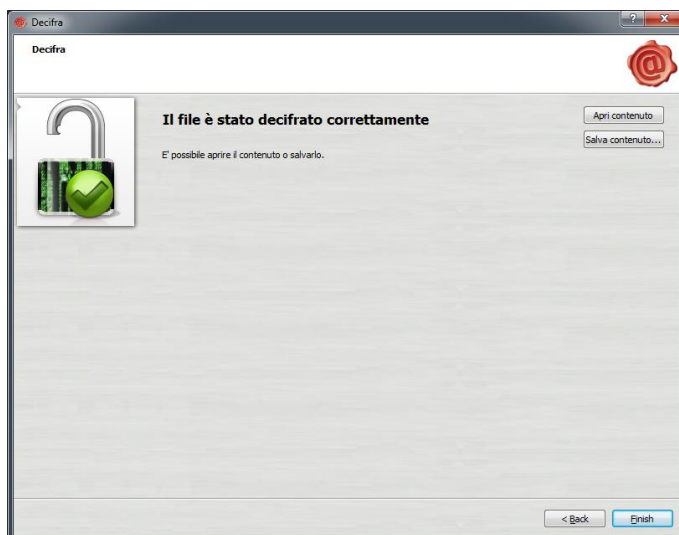 Decifra
Decifra
Il file è stato decifrato correttamente
E' possibile aprire il contenuto o salvarlo.
Apri contenuto
Salva contenuto...
< Back
Finish